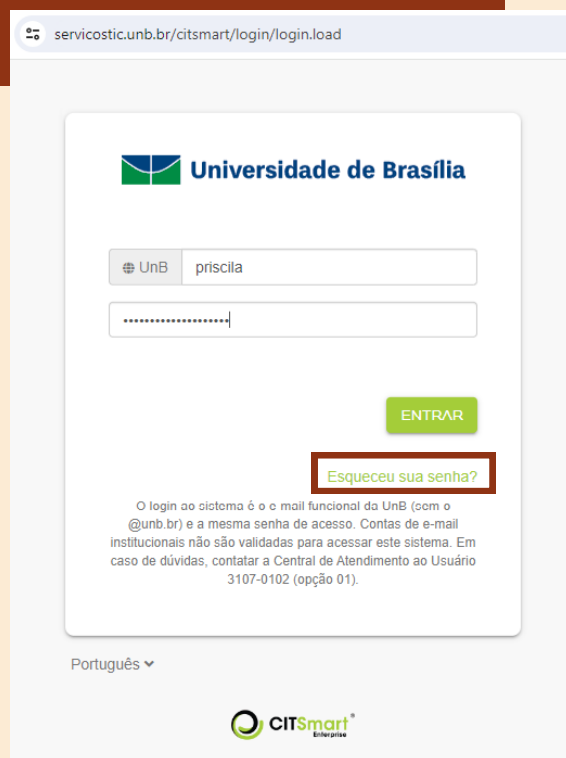 servicostic.unb.br/citsmart/login/login.load
Universidade de Brasília
UnB priscila
••••••••••••••••••••
ENTRAR
Esqueceu sua senha?
O login ao sistema é o e-mail funcional da UnB (sem o
@unb.br) e a mesma senha de acesso. Contas de e-mail
institucionais não são validadas para acessar este sistema. Em
caso de dúvidas, contatar a Central de Atendimento ao Usuário
3107-0102 (opção 01).
Português
CITSmart®
Enterprise